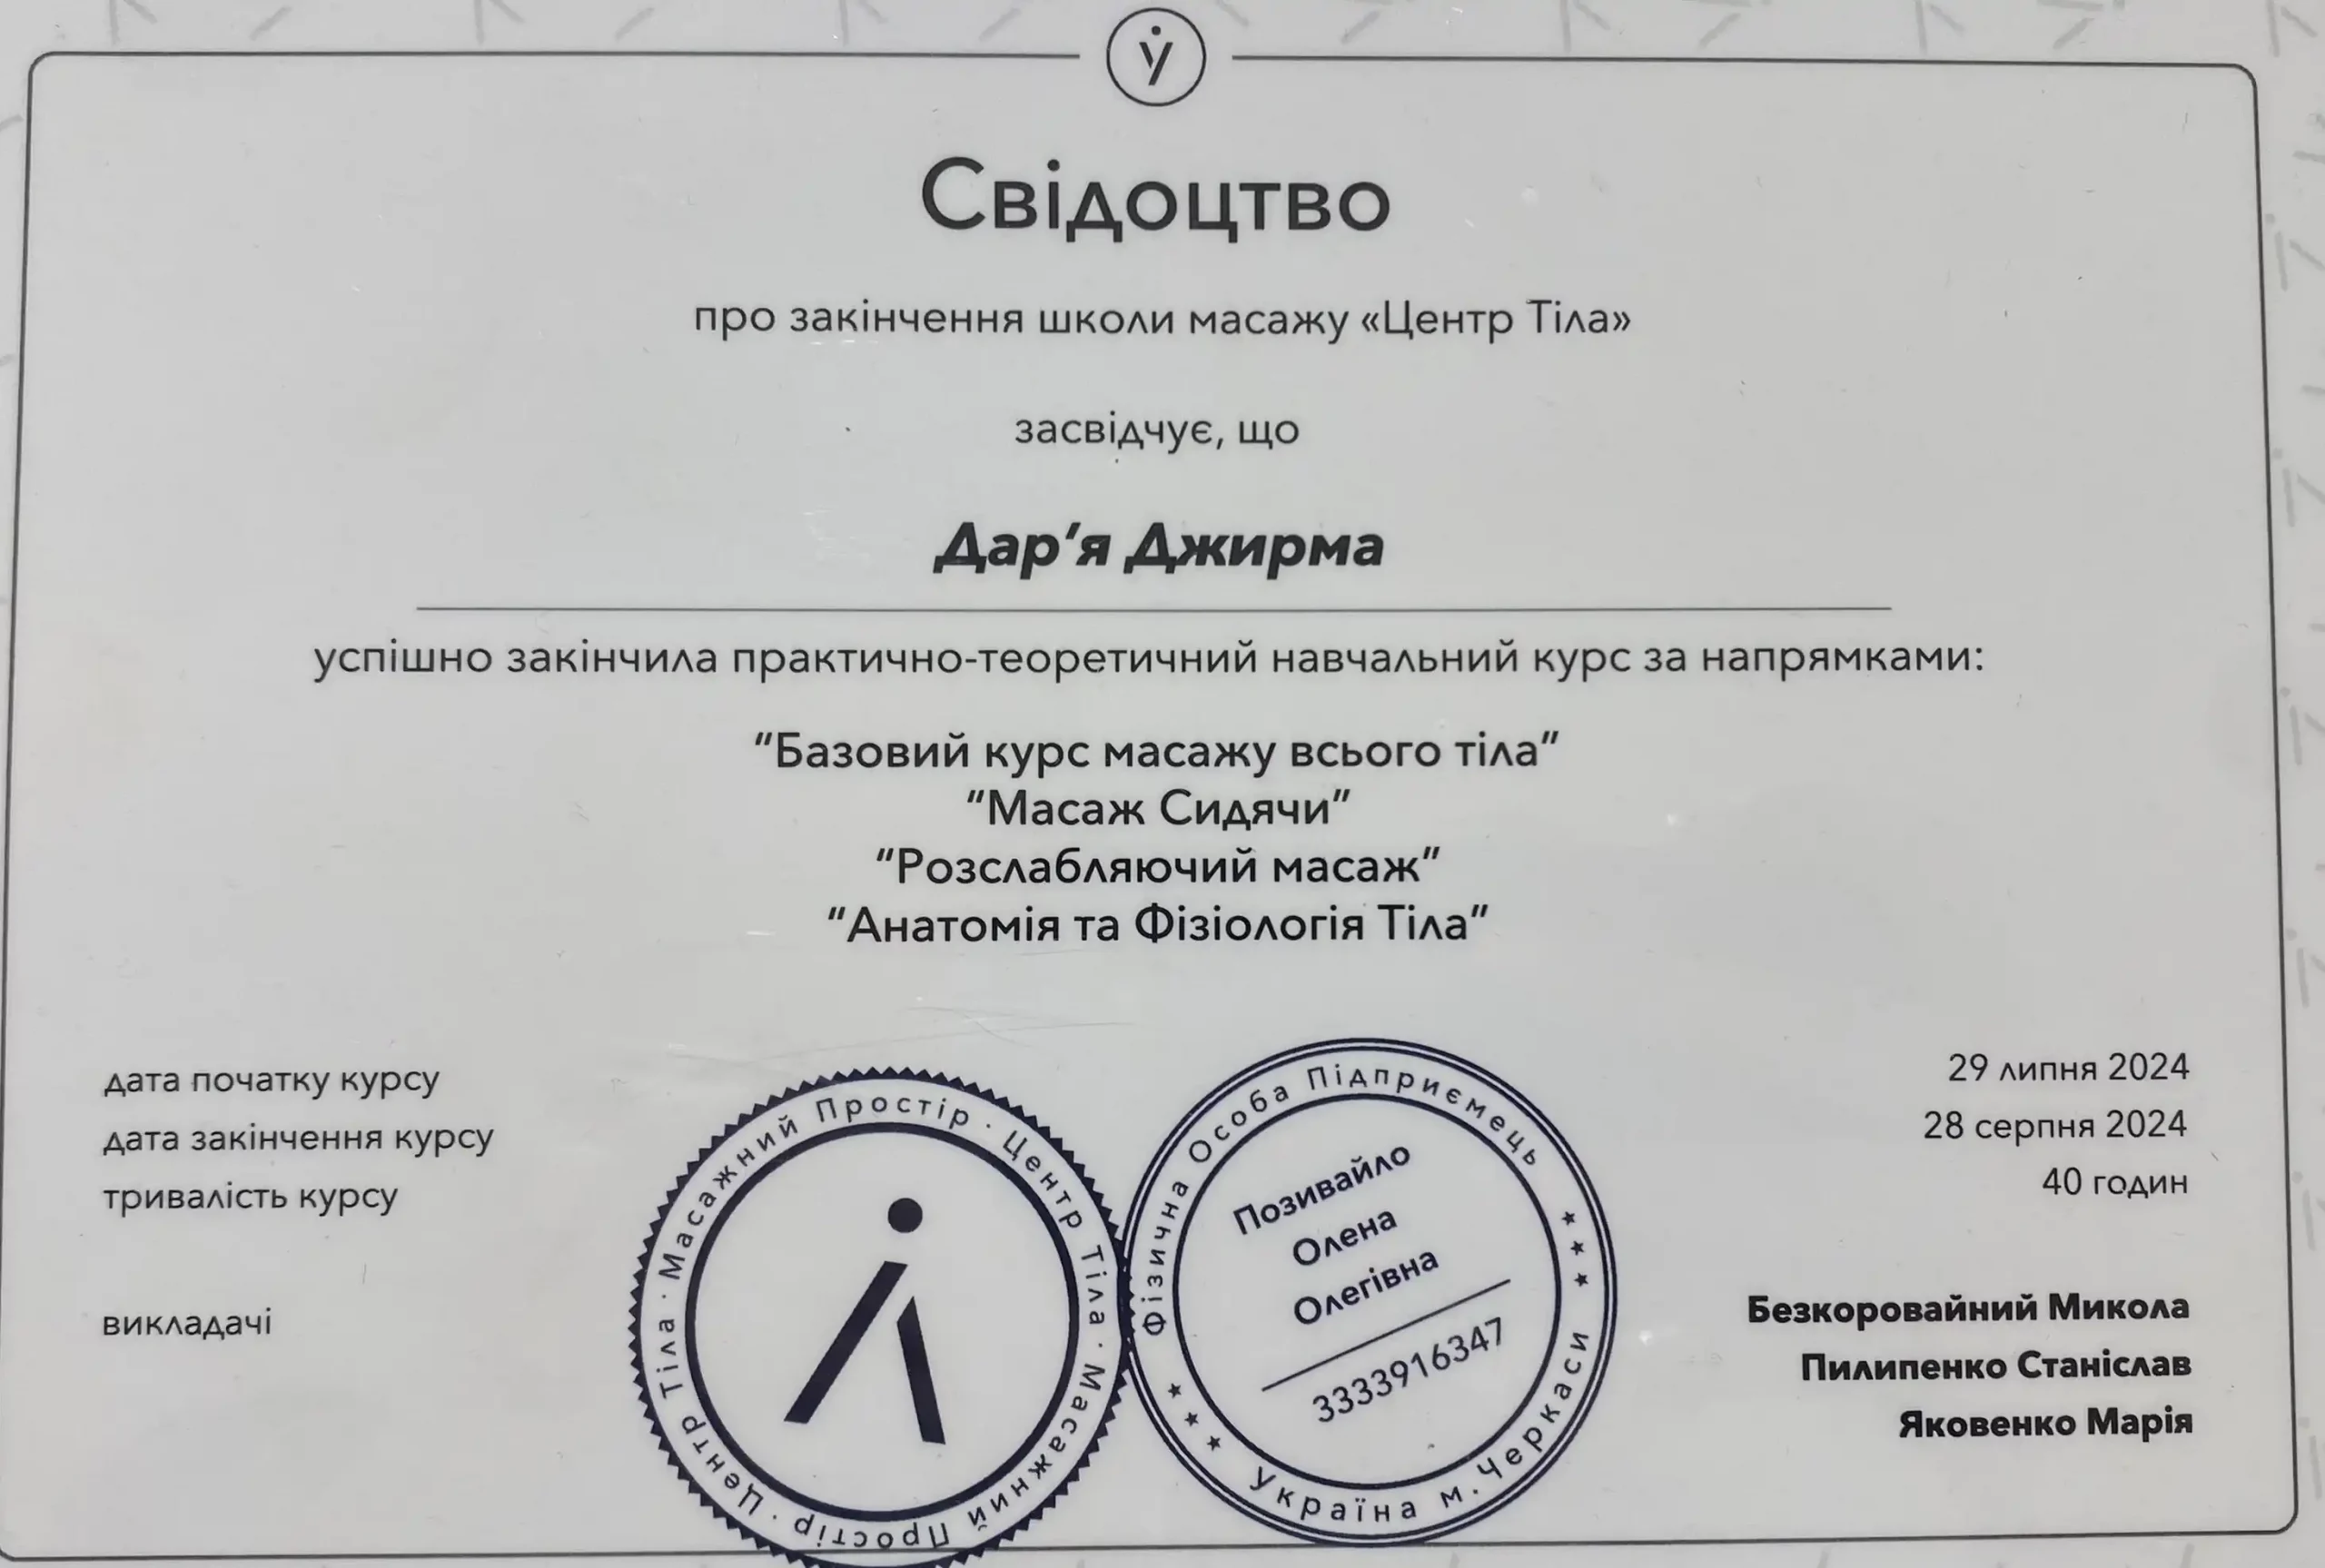 Свідоцтво
про закінчення школи масажу «Центр Тіла»
засвідчує, що
Дар’я Джирма
успішно закінчила практично-теоретичний навчальний курс за напрямками:
“Базовий курс масажу всього тіла”
“Масаж Сидячи”
“Розслабляючий масаж”
“Анатомія та Фізіологія Тіла”
дата початку курсу 29 липня 2024
дата закінчення курсу 28 серпня 2024
тривалість курсу 40 годин
викладачі Безкоровайний Микола
Пилипенко Станіслав
Яковенко Марія
Масажний Простір · Центр Тіла · Масажний Простір · Центр Тіла ·
Фізична Особа Підприємець
Позивайло
Олена
Олегівна
3333916347
Україна м. Черкаси